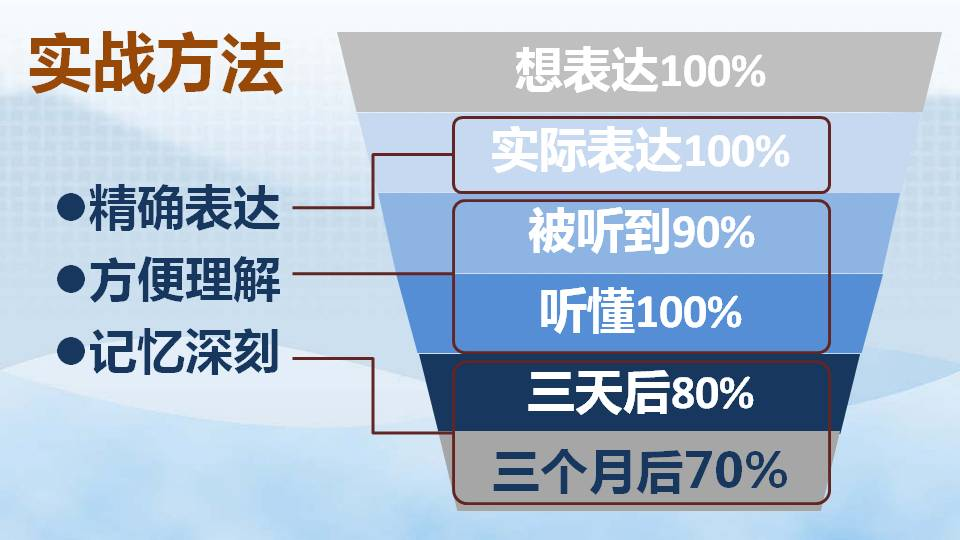 实战方法
●精确表达
●方便理解
●记忆深刻
想表达100%
实际表达100%
被听到90%
听懂100%
三天后80%
三个月后70%